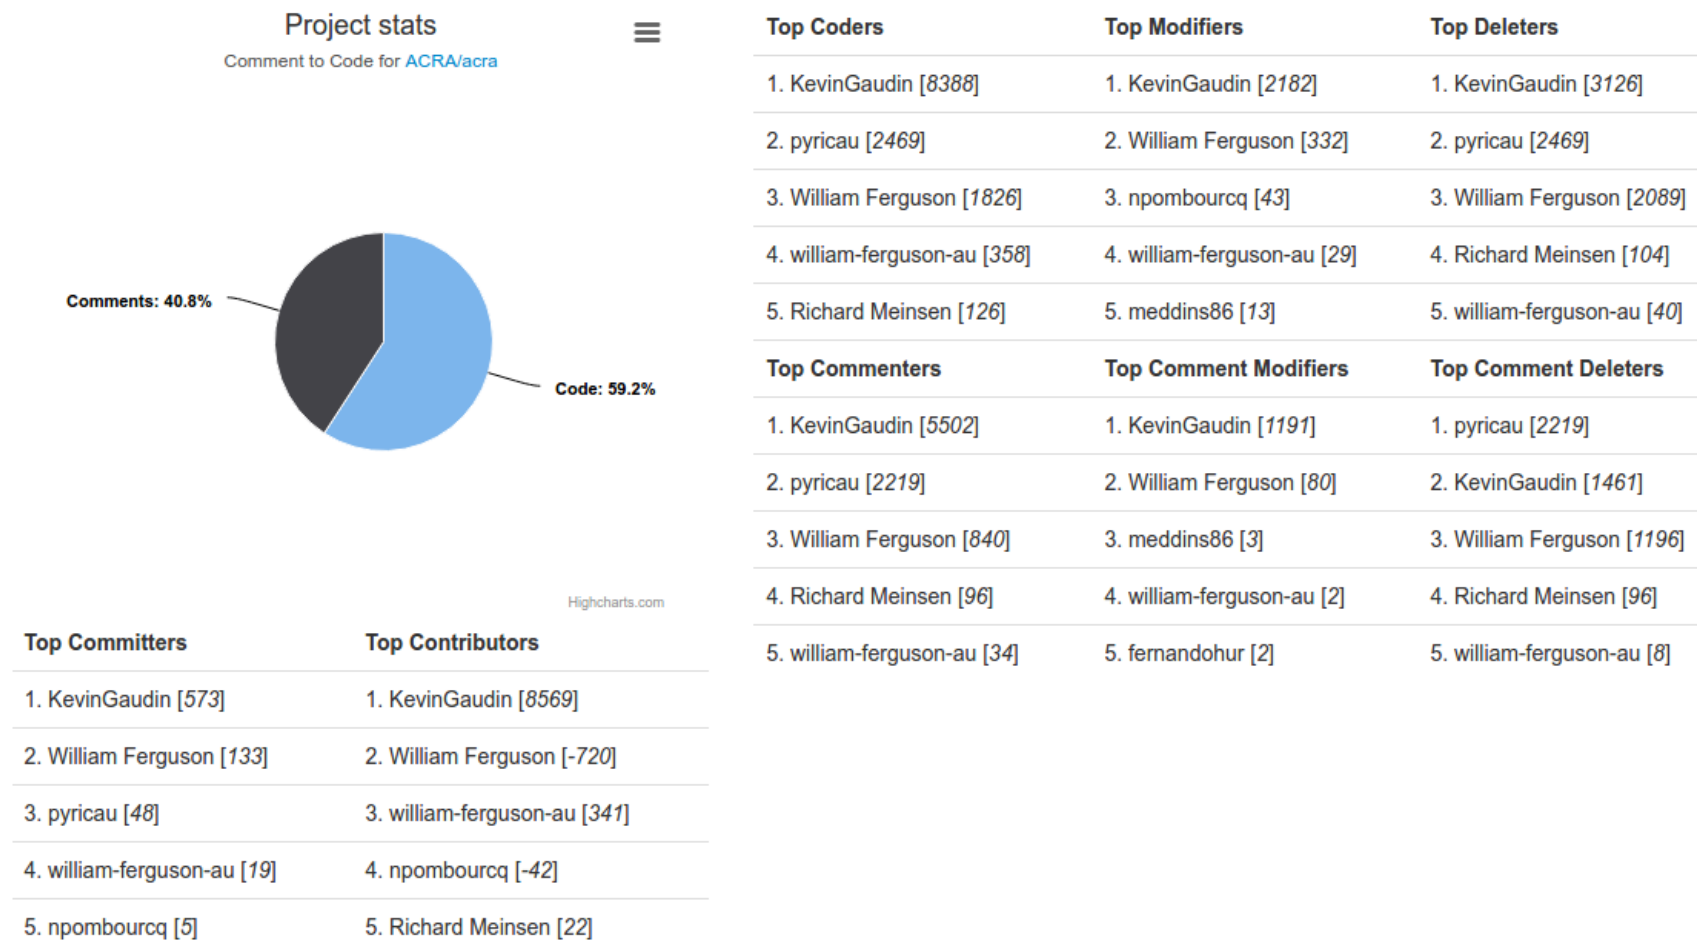 Project stats
Comment to Code for ACRA/acra
Comments: 40.8%
Code: 59.2%
Highcharts.com
Top Committers Top Contributors
1. KevinGaudin [573] 1. KevinGaudin [8569]
2. William Ferguson [133] 2. William Ferguson [-720]
3. pyricau [48] 3. william-ferguson-au [341]
4. william-ferguson-au [19] 4. npombourcq [-42]
5. npombourcq [5] 5. Richard Meinsen [22]
Top Coders Top Modifiers Top Deleters
1. KevinGaudin [8388] 1. KevinGaudin [2182] 1. KevinGaudin [3126]
2. pyricau [2469] 2. William Ferguson [332] 2. pyricau [2469]
3. William Ferguson [1826] 3. npombourcq [43] 3. William Ferguson [2089]
4. william-ferguson-au [358] 4. william-ferguson-au [29] 4. Richard Meinsen [104]
5. Richard Meinsen [126] 5. meddins86 [13] 5. william-ferguson-au [40]
Top Commenters Top Comment Modifiers Top Comment Deleters
1. KevinGaudin [5502] 1. KevinGaudin [1191] 1. pyricau [2219]
2. pyricau [2219] 2. William Ferguson [80] 2. KevinGaudin [1461]
3. William Ferguson [840] 3. meddins86 [3] 3. William Ferguson [1196]
4. Richard Meinsen [96] 4. william-ferguson-au [2] 4. Richard Meinsen [96]
5. william-ferguson-au [34] 5. fernandohur [2] 5. william-ferguson-au [8]